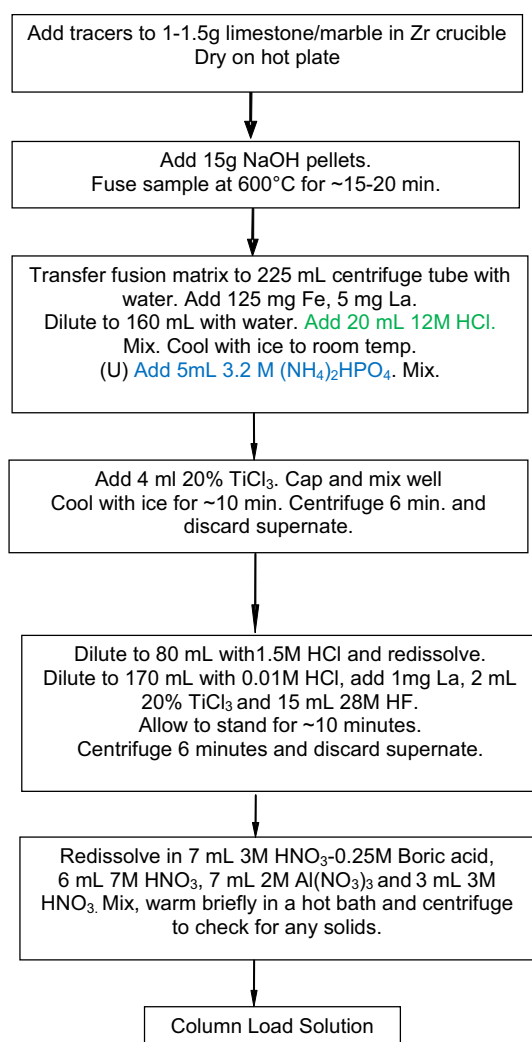 Add tracers to 1-1.5g limestone/marble in Zr crucible
Dry on hot plate
Add 15g NaOH pellets.
Fuse sample at 600°C for ~15-20 min.
Transfer fusion matrix to 225 mL centrifuge tube with
water. Add 125 mg Fe, 5 mg La.
Dilute to 160 mL with water. Add 20 mL 12M HCl.
Mix. Cool with ice to room temp.
(U) Add 5mL 3.2 M (NH₄)₂HPO₄. Mix.
Add 4 ml 20% TiCl₃. Cap and mix well
Cool with ice for ~10 min. Centrifuge 6 min. and
discard supernate.
Dilute to 80 mL with1.5M HCl and redissolve.
Dilute to 170 mL with 0.01M HCl, add 1mg La, 2 mL
20% TiCl₃ and 15 mL 28M HF.
Allow to stand for ~10 minutes.
Centrifuge 6 minutes and discard supernate.
Redissolve in 7 mL 3M HNO₃-0.25M Boric acid,
6 mL 7M HNO₃, 7 mL 2M Al(NO₃)₃ and 3 mL 3M
HNO₃. Mix, warm briefly in a hot bath and centrifuge
to check for any solids.
Column Load Solution